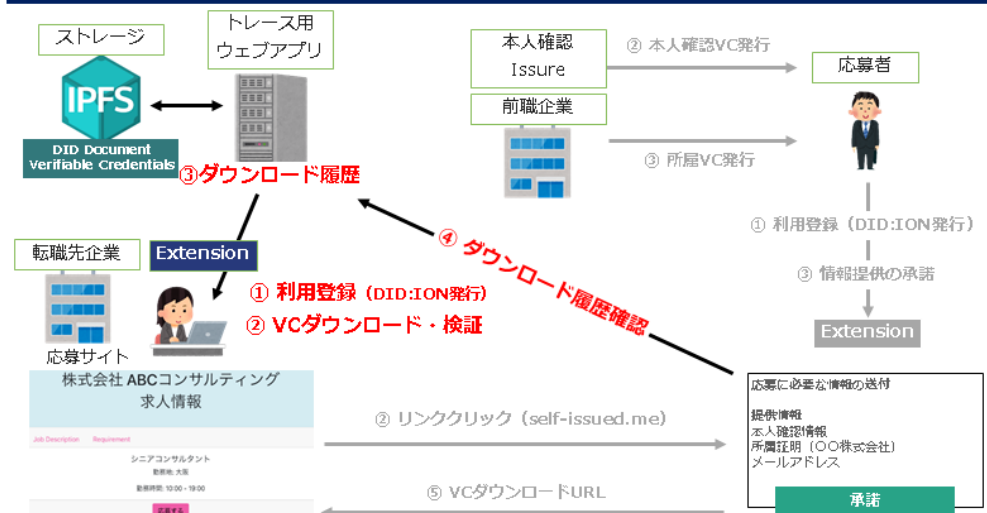 ストレージ
トレース用
ウェブアプリ
IPFS
DID Document
Verifiable Credentials
③ダウンロード履歴
本人確認
Issure
前職企業
② 本人確認VC発行
③ 所属VC発行
応募者
① 利用登録（DID:ION発行）
③ 情報提供の承諾
Extension
転職先企業
Extension
① 利用登録（DID:ION発行）
② VCダウンロード・検証
④ ダウンロード履歴確認
応募サイト
株式会社 ABCコンサルティング
求人情報
Job Description Requirement
シニアコンサルタント
勤務地: 大阪
勤務時間: 10:00 - 19:00
応募する
② リンククリック（self-issued.me）
⑤ VCダウンロードURL
応募に必要な情報の送付
提供情報
本人確認情報
所属証明（〇〇株式会社）
メールアドレス
承諾